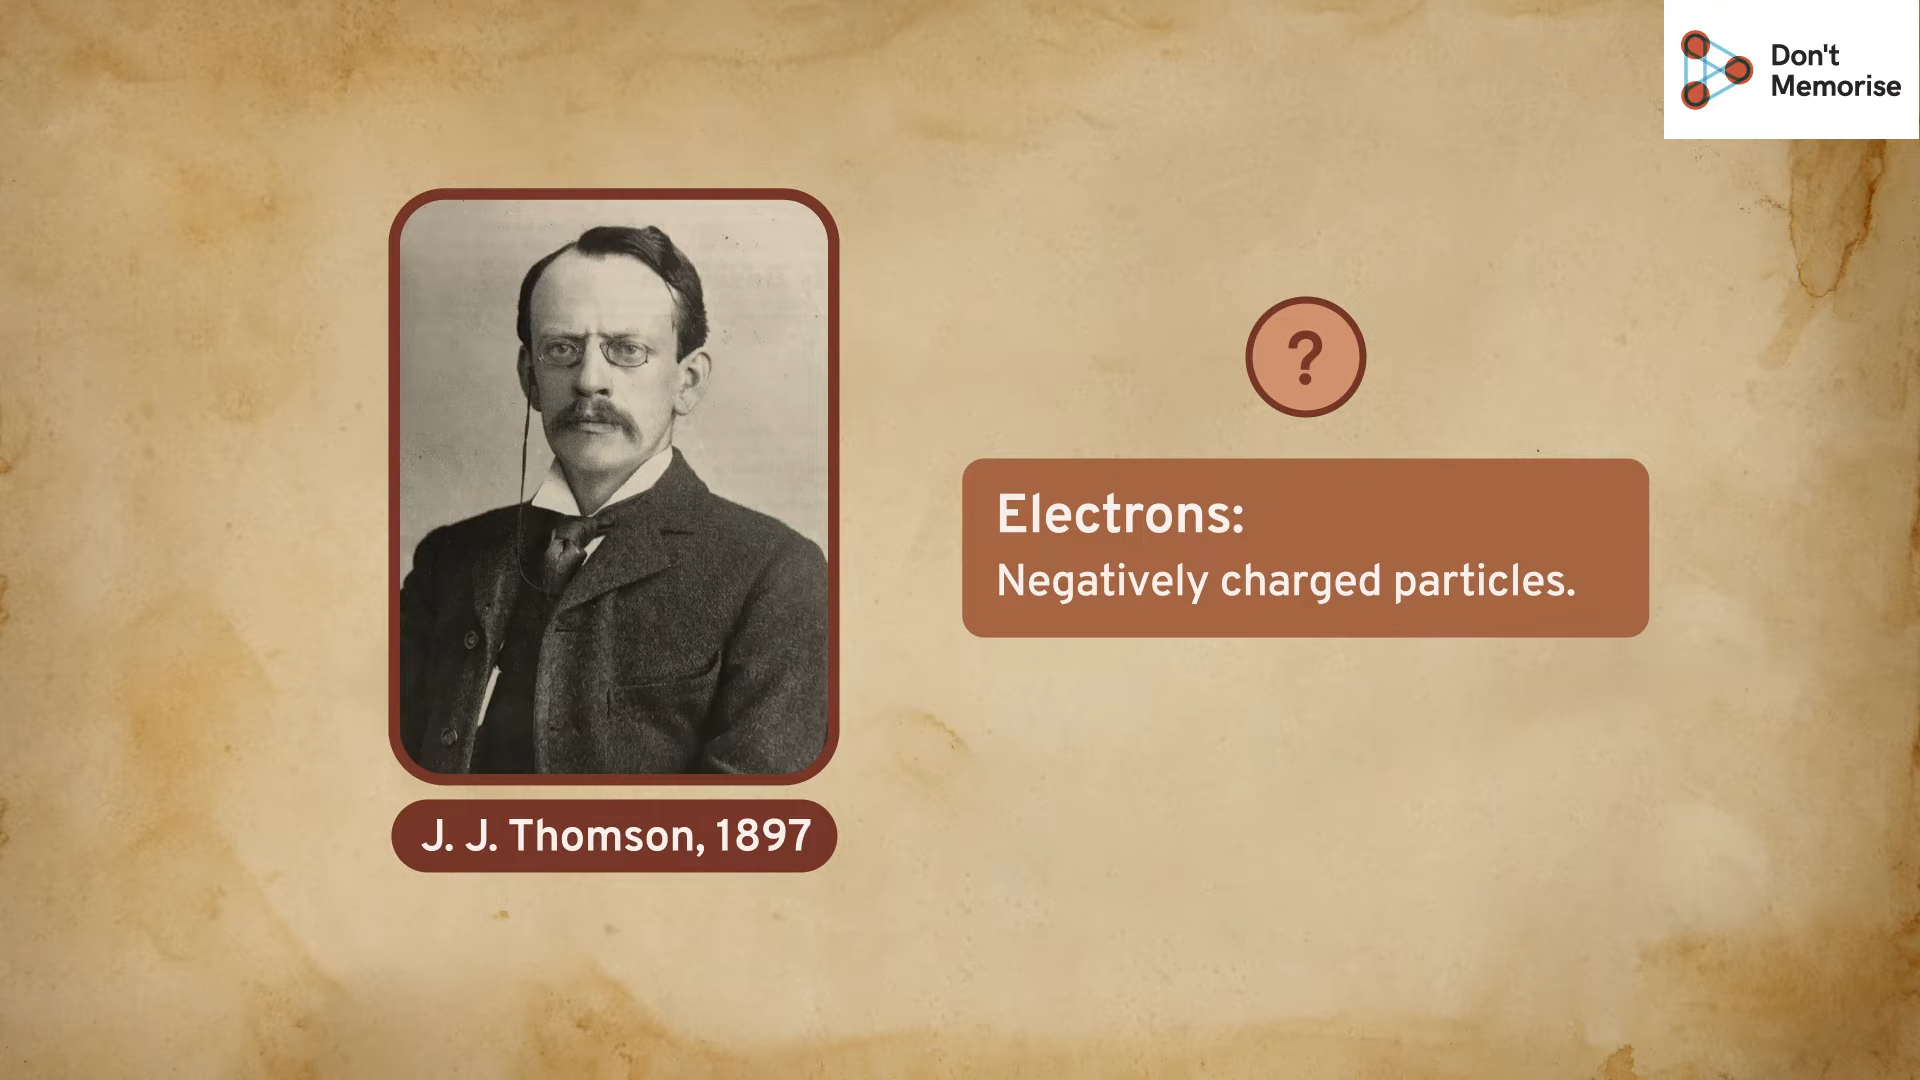 Don't
Memorise
?
Electrons:
Negatively charged particles.
J. J. Thomson, 1897